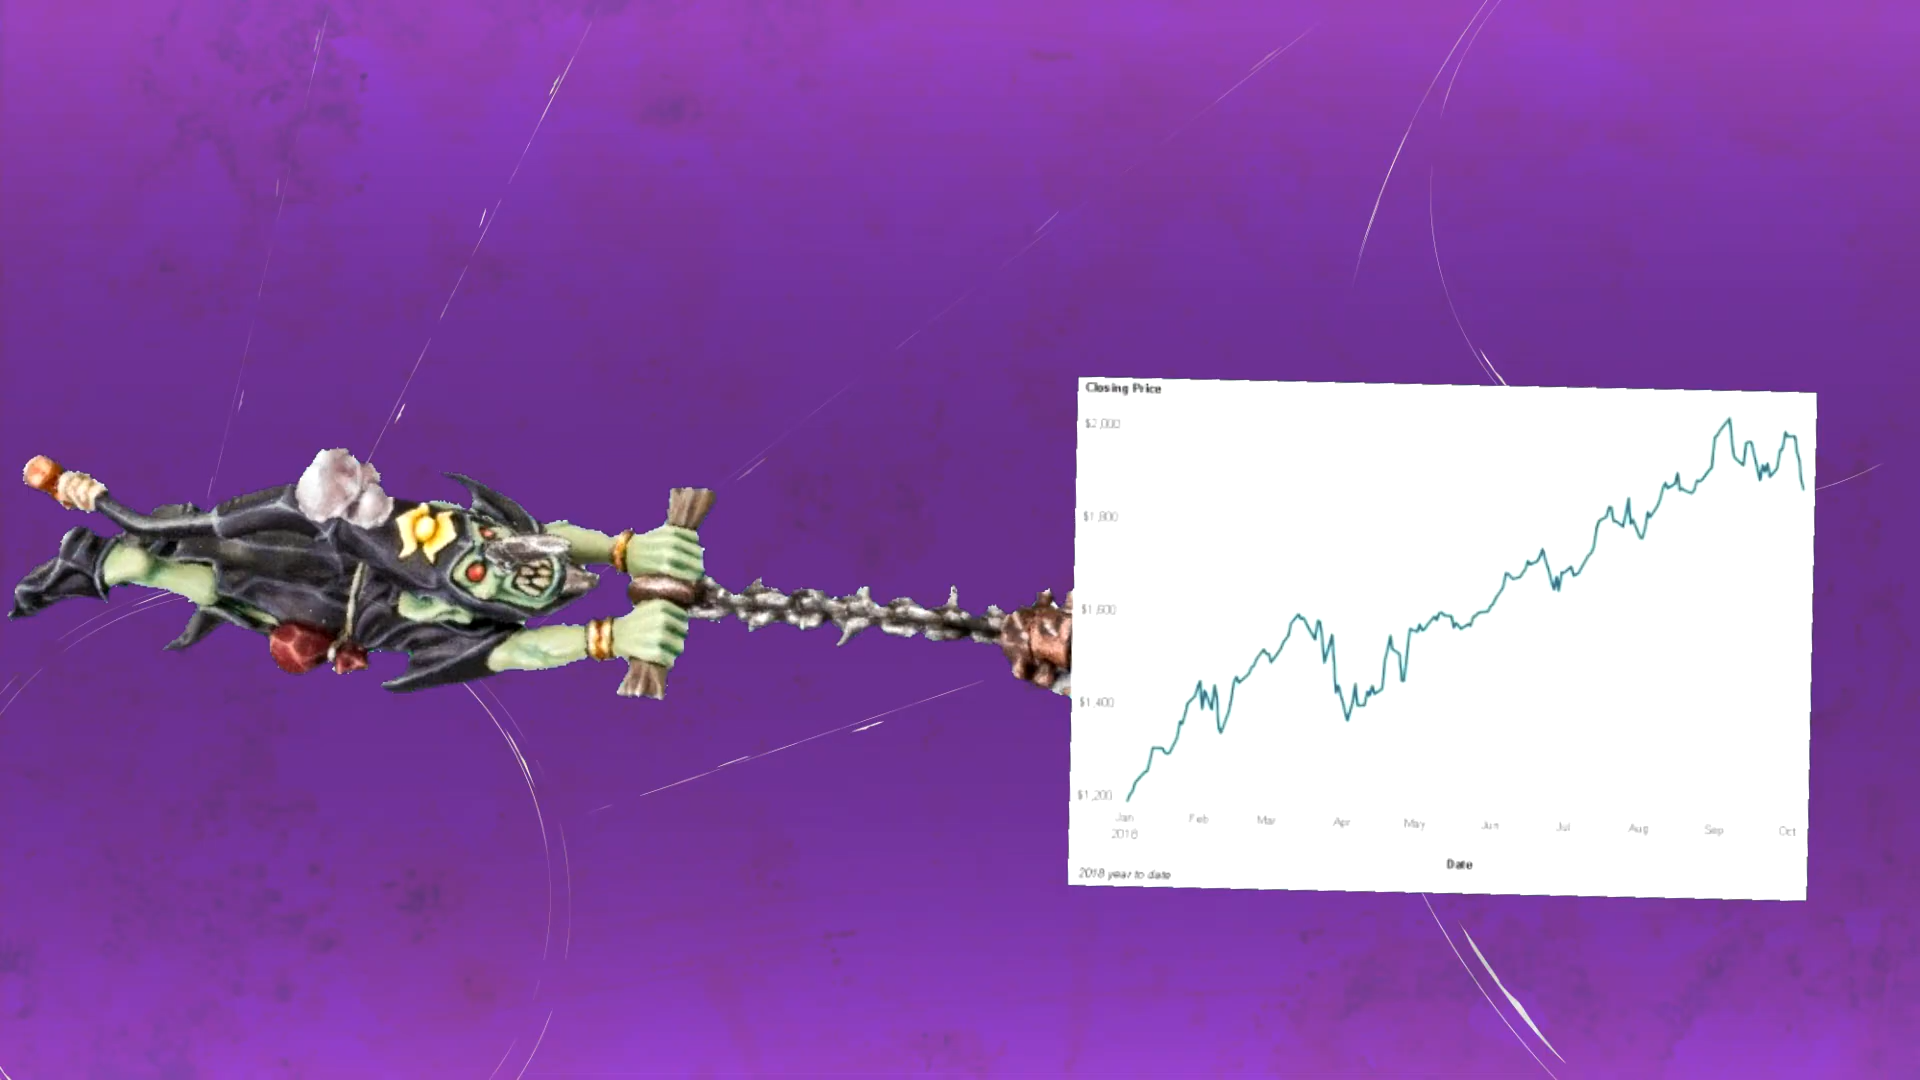 Closing Price
$2,000
$1,800
$1,600
$1,400
$1,200
Jan Feb Mar Apr May Jun Jul Aug Sep Oct
2018
Date
2018 year to date